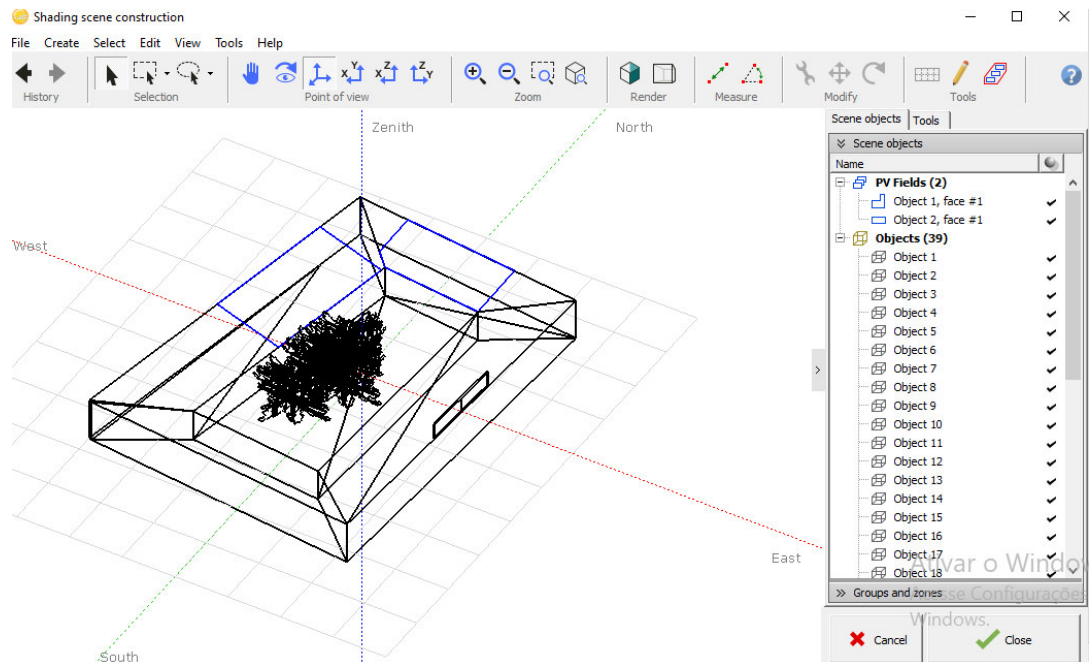 Shading scene construction
File Create Select Edit View Tools Help
History Selection Point of view Zoom Render Measure Modify Tools
Zenith
North
West
East
South
Scene objects Tools
Scene objects
Name
PV Fields (2)
Object 1, face #1
Object 2, face #1
Objects (39)
Object 1
Object 2
Object 3
Object 4
Object 5
Object 6
Object 7
Object 8
Object 9
Object 10
Object 11
Object 12
Object 13
Object 14
Object 15
Object 16
Object 17
Object 18
Groups and zones
Ativar o Windows
Configurações
Windows.
Cancel Close